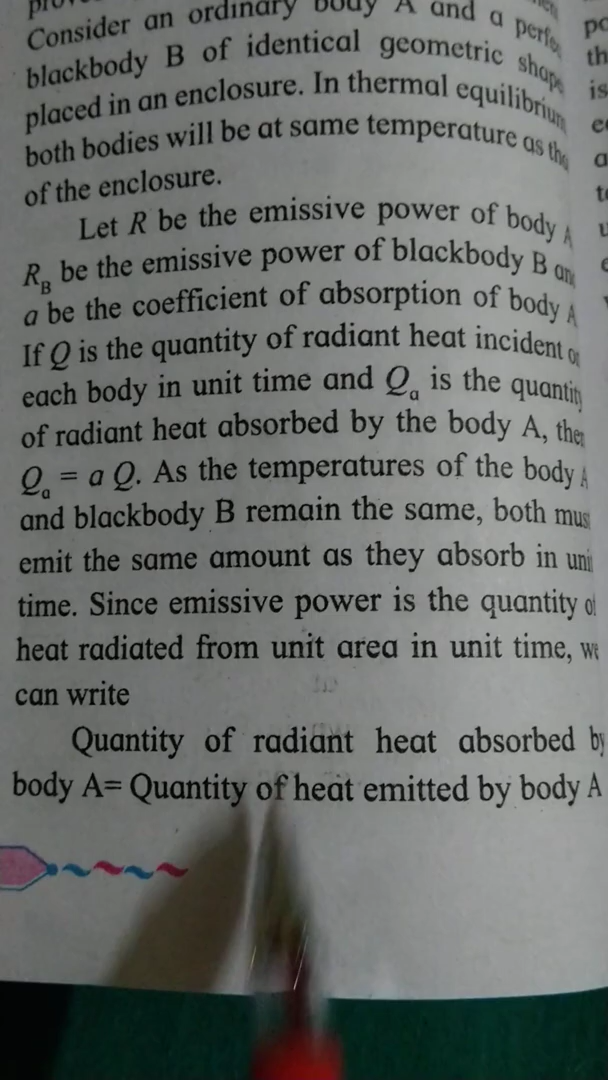 Consider an ordinary body A and a
blackbody B of identical geometric shape
placed in an enclosure. In thermal equilibrium
both bodies will be at same temperature as the
of the enclosure.
Let R be the emissive power of body A
R_B be the emissive power of blackbody B an
a be the coefficient of absorption of body A
If Q is the quantity of radiant heat incident o
each body in unit time and Q_a is the quantity
of radiant heat absorbed by the body A, then
Q_a = a Q. As the temperatures of the body A
and blackbody B remain the same, both mus
emit the same amount as they absorb in uni
time. Since emissive power is the quantity of
heat radiated from unit area in unit time, we
can write
Quantity of radiant heat absorbed by
body A= Quantity of heat emitted by body A